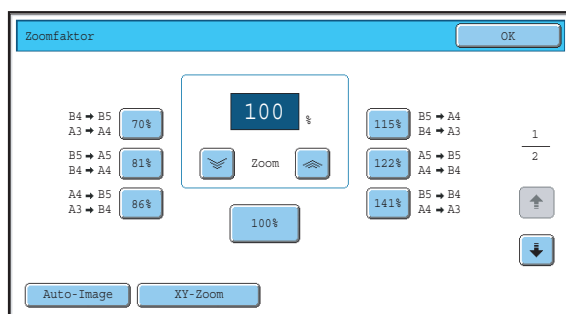 Zoomfaktor
OK
B4 ➡ B5
A3 ➡ A4
70%
B5 ➡ A5
B4 ➡ A4
81%
A4 ➡ B5
A3 ➡ B4
86%
100 %
Zoom
100%
115%
B5 ➡ A4
B4 ➡ A3
122%
A5 ➡ B5
A4 ➡ B4
141%
B5 ➡ B4
A4 ➡ A3
1
2
Auto-Image
XY-Zoom